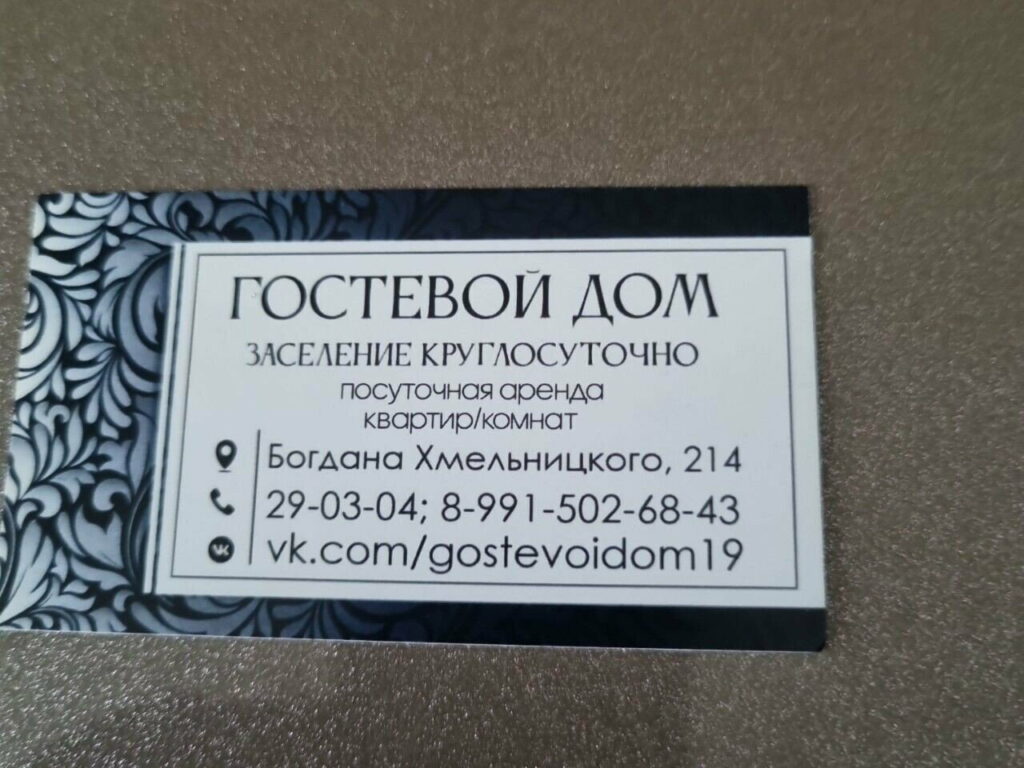 ГОСТЕВОЙ ДОМ
ЗАСЕЛЕНИЕ КРУГЛОСУТОЧНО
посуточная аренда
квартир/комнат
Богдана Хмельницкого, 214
29-03-04; 8-991-502-68-43
vk.com/gostevoidom19